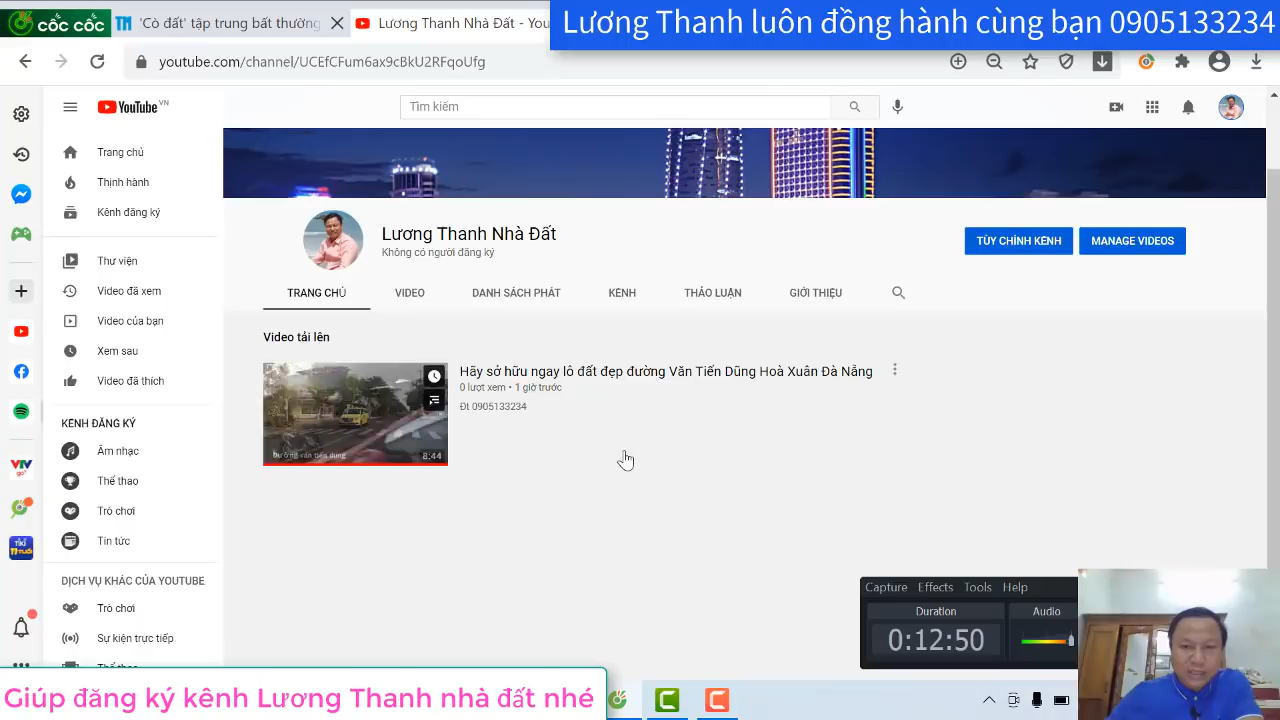 cốc cốc
'Cò đất' tập trung bất thường
Lương Thanh Nhà Đất - You
Lương Thanh luôn đồng hành cùng bạn 0905133234
youtube.com/channel/UCEfCFum6ax9cBkU2RFqoUfg
YouTube VN
Tìm kiếm
Trang chủ
Thịnh hành
Kênh đăng ký
Thư viện
Video đã xem
Video của bạn
Xem sau
Video đã thích
KÊNH ĐĂNG KÝ
Âm nhạc
Thể thao
Trò chơi
Tin tức
DỊCH VỤ KHÁC CỦA YOUTUBE
Trò chơi
Sự kiện trực tiếp
Thể thao
Lương Thanh Nhà Đất
Không có người đăng ký
TÙY CHỈNH KÊNH
MANAGE VIDEOS
TRANG CHỦ
VIDEO
DANH SÁCH PHÁT
KÊNH
THẢO LUẬN
GIỚI THIỆU
Video tải lên
Hãy sở hữu ngay lô đất đẹp đường Văn Tiến Dũng Hoà Xuân Đà Nẵng
0 lượt xem • 1 giờ trước
Đt 0905133234
Đường văn tiến dũng
8:44
VTV
go
TIKI
Capture Effects Tools Help
Duration
Audio
0:12:50
Giúp đăng ký kênh Lương Thanh nhà đất nhé